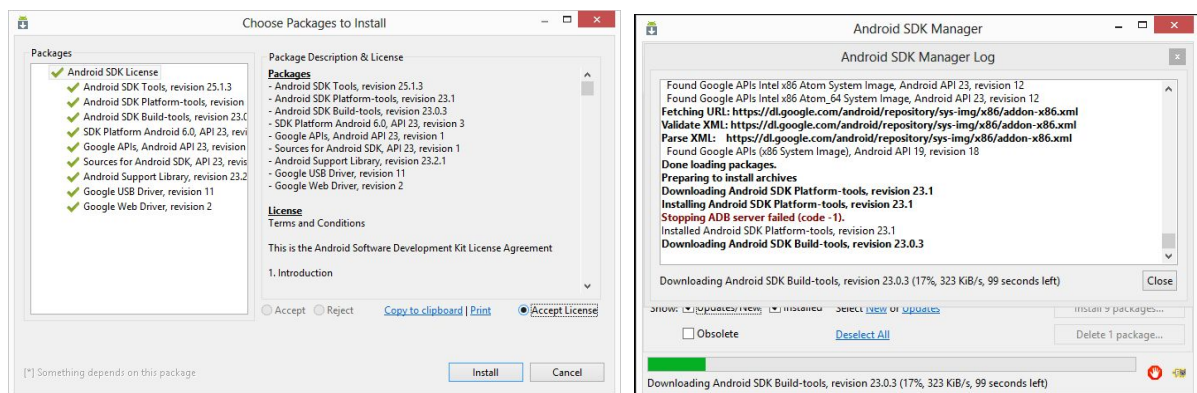 Choose Packages to Install
Packages
Android SDK License
Android SDK Tools, revision 25.1.3
Android SDK Platform-tools, revision
Android SDK Build-tools, revision 23.0
SDK Platform Android 6.0, API 23, revi
Google APIs, Android API 23, revision
Sources for Android SDK, API 23, revis
Android Support Library, revision 23.2
Google USB Driver, revision 11
Google Web Driver, revision 2
Package Description & License
Packages
- Android SDK Tools, revision 25.1.3
- Android SDK Platform-tools, revision 23.1
- Android SDK Build-tools, revision 23.0.3
- SDK Platform Android 6.0, API 23, revision 3
- Google APIs, Android API 23, revision 1
- Sources for Android SDK, API 23, revision 1
- Android Support Library, revision 23.2.1
- Google USB Driver, revision 11
- Google Web Driver, revision 2
License
Terms and Conditions
This is the Android Software Development Kit License Agreement
1. Introduction
Accept Reject Copy to clipboard | Print Accept License
[*] Something depends on this package
Install Cancel
Android SDK Manager
Android SDK Manager Log
Found Google APIs Intel x86 Atom System Image, Android API 23, revision 12
Found Google APIs Intel x86 Atom_64 System Image, Android API 23, revision 12
Fetching URL: https://dl.google.com/android/repository/sys-img/x86/addon-x86.xml
Validate XML: https://dl.google.com/android/repository/sys-img/x86/addon-x86.xml
Parse XML: https://dl.google.com/android/repository/sys-img/x86/addon-x86.xml
Found Google APIs (x86 System Image), Android API 19, revision 18
Done loading packages.
Preparing to install archives
Downloading Android SDK Platform-tools, revision 23.1
Installing Android SDK Platform-tools, revision 23.1
Stopping ADB server failed (code -1).
Installed Android SDK Platform-tools, revision 23.1
Downloading Android SDK Build-tools, revision 23.0.3
Downloading Android SDK Build-tools, revision 23.0.3 (17%, 323 KiB/s, 99 seconds left)
Close
Show: Updates/New Installed Select New or Updates Install 9 packages...
Obsolete Deselect All Delete 1 package...
Downloading Android SDK Build-tools, revision 23.0.3 (17%, 323 KiB/s, 99 seconds left)